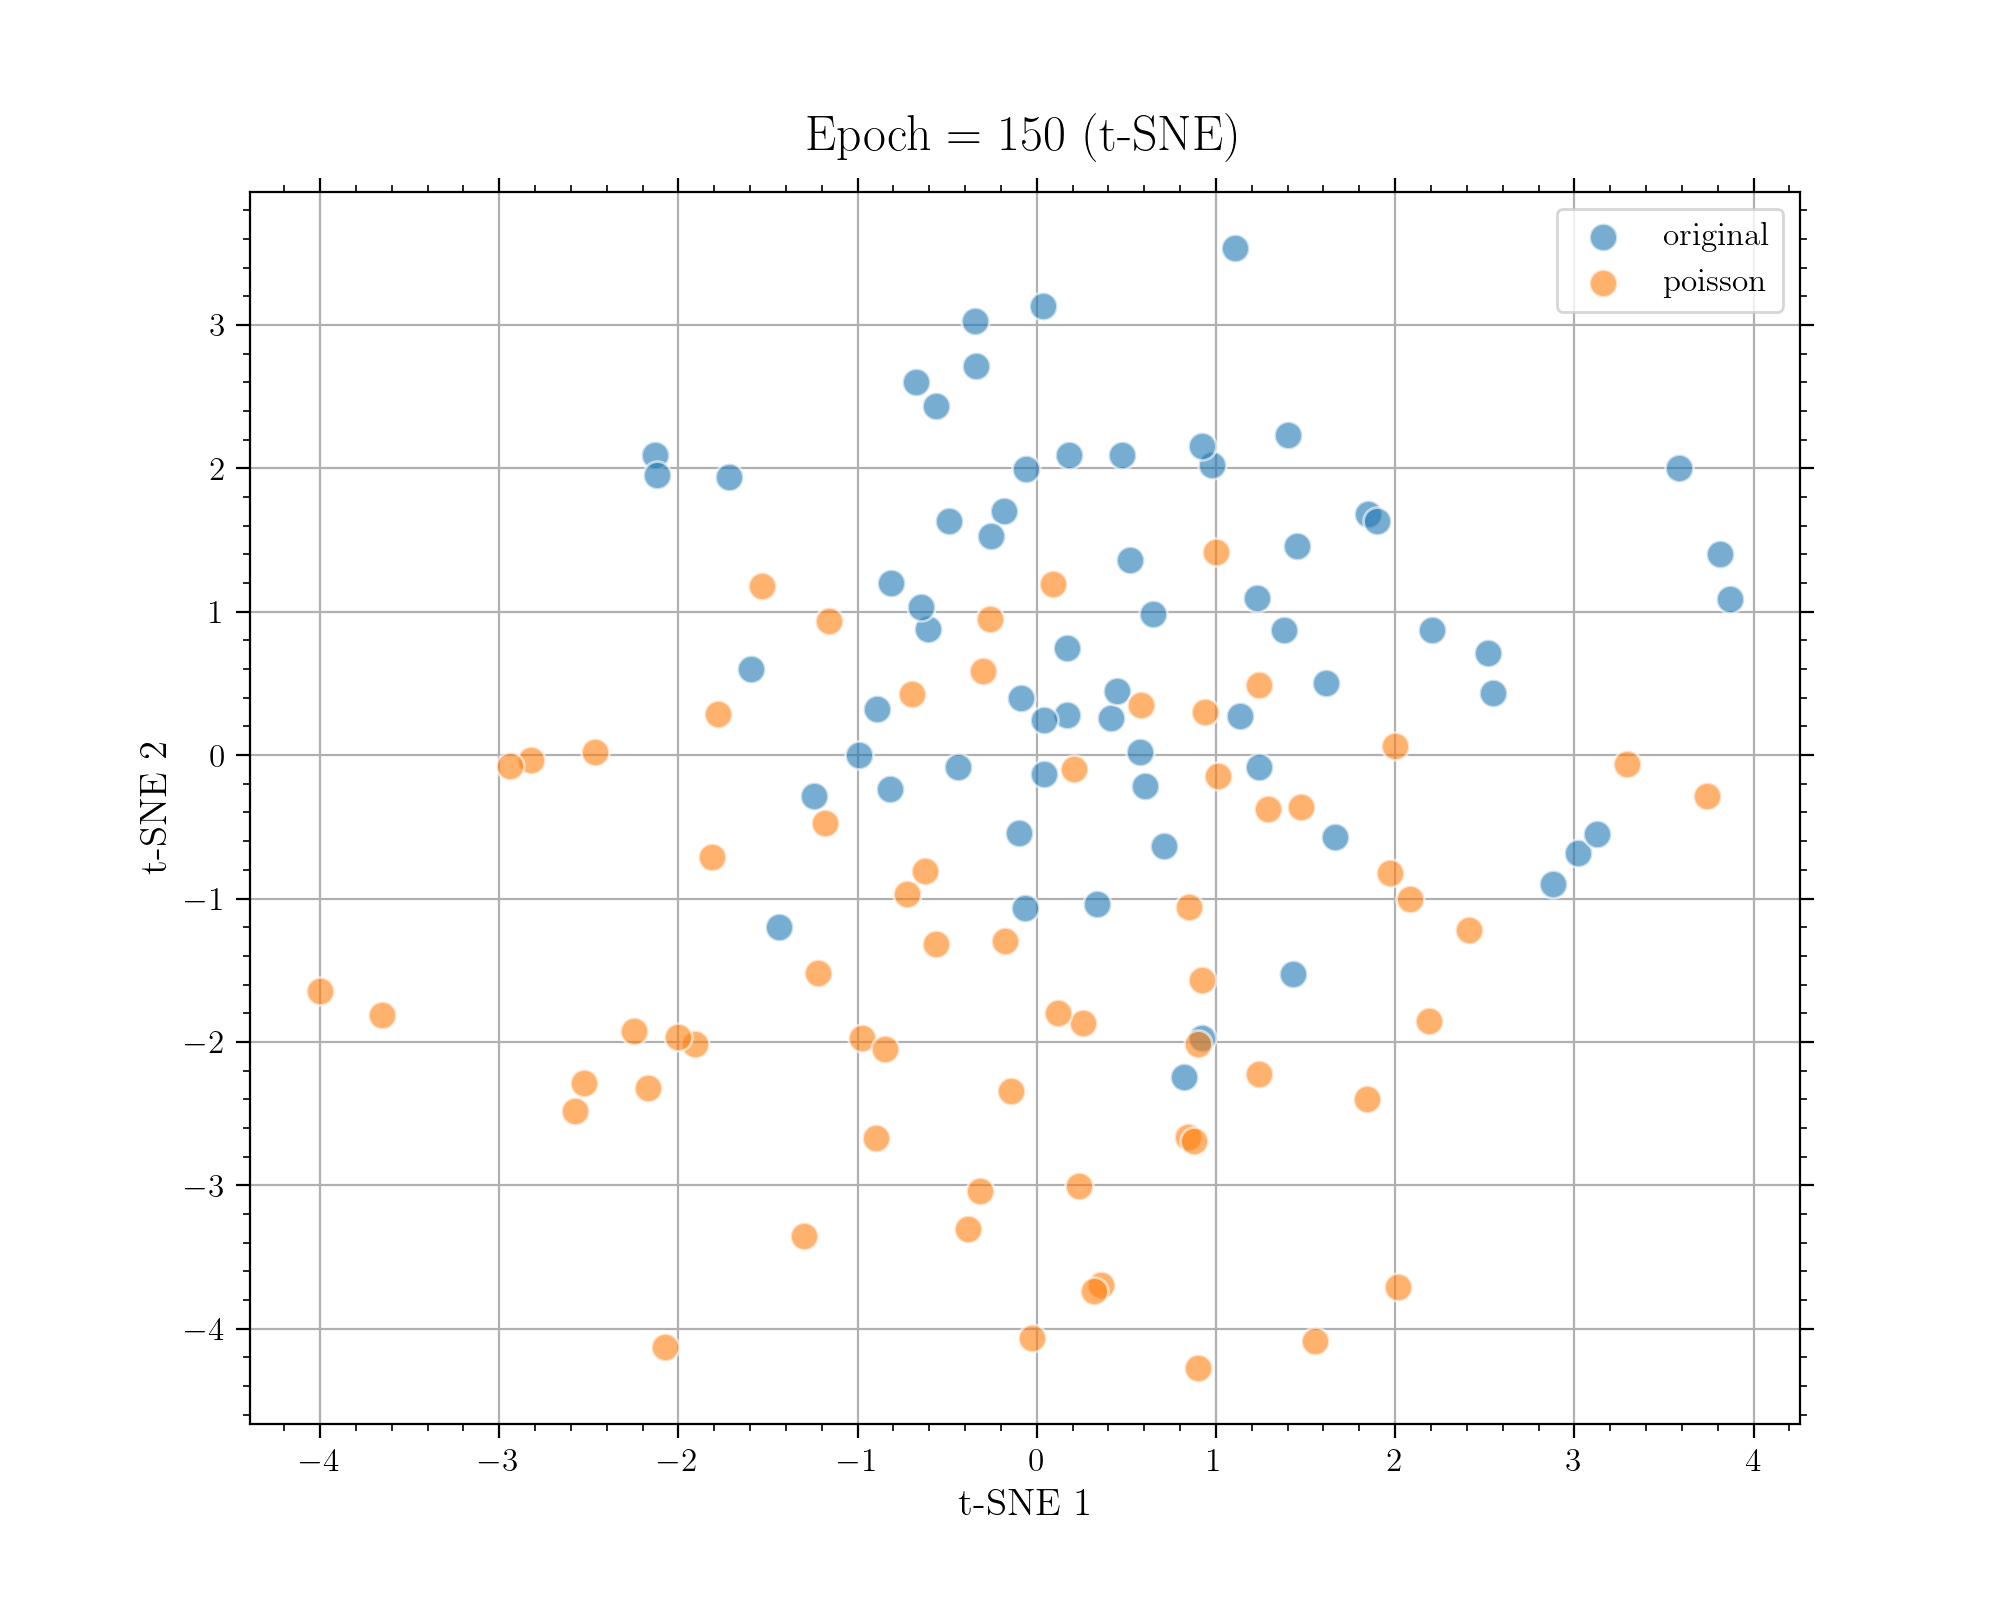 Epoch = 150 (t-SNE)
original
poisson
3
2
1
0
−1
−2
−3
−4
t-SNE 2
−4 −3 −2 −1 0 1 2 3 4
t-SNE 1